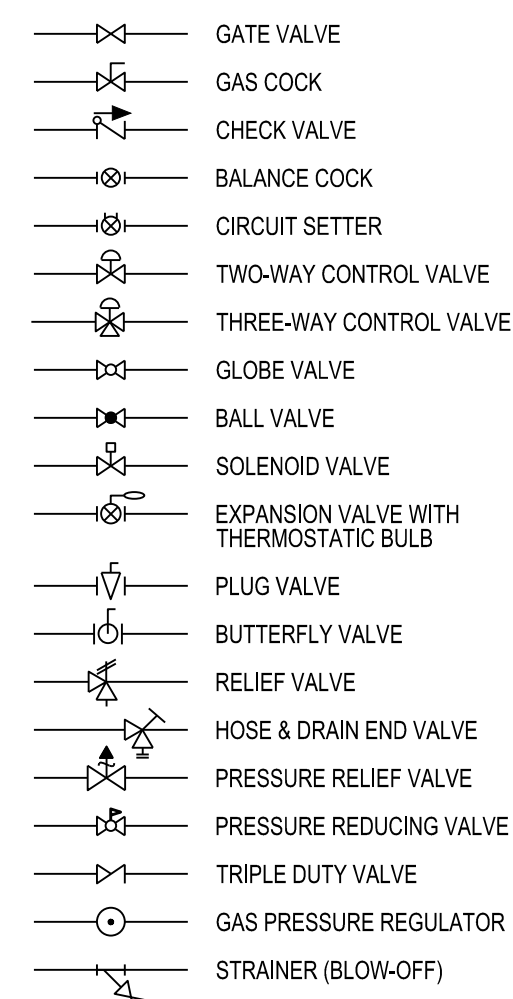 GATE VALVE
GAS COCK
CHECK VALVE
BALANCE COCK
CIRCUIT SETTER
TWO-WAY CONTROL VALVE
THREE-WAY CONTROL VALVE
GLOBE VALVE
BALL VALVE
SOLENOID VALVE
EXPANSION VALVE WITH
THERMOSTATIC BULB
PLUG VALVE
BUTTERFLY VALVE
RELIEF VALVE
HOSE & DRAIN END VALVE
PRESSURE RELIEF VALVE
PRESSURE REDUCING VALVE
TRIPLE DUTY VALVE
GAS PRESSURE REGULATOR
STRAINER (BLOW-OFF)